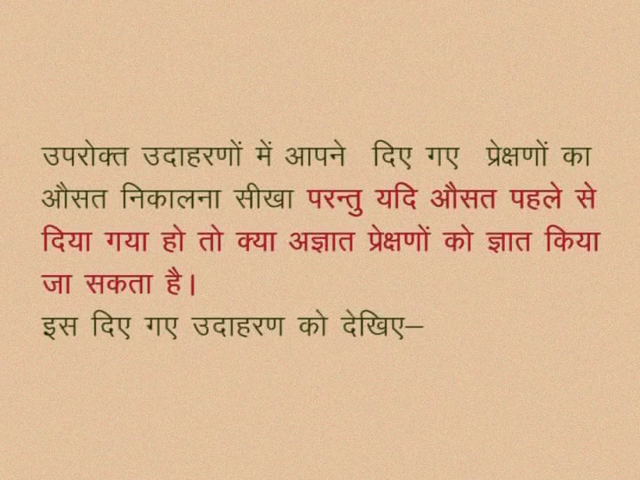 उपरोक्त उदाहरणों में आपने दिए गए प्रेक्षणों का
औसत निकालना सीखा परन्तु यदि औसत पहले से
दिया गया हो तो क्या अज्ञात प्रेक्षणों को ज्ञात किया
जा सकता है।
इस दिए गए उदाहरण को देखिए–